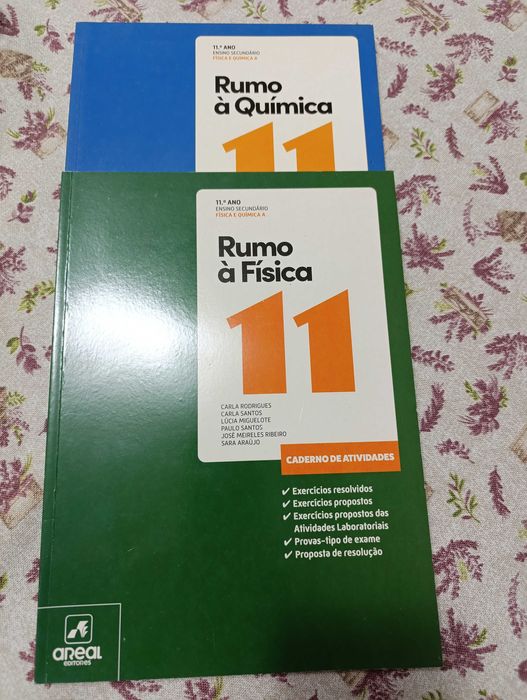 11.º ANO
ENSINO SECUNDÁRIO
FÍSICA E QUÍMICA A
Rumo
à Química
11
11.º ANO
ENSINO SECUNDÁRIO
FÍSICA E QUÍMICA A
Rumo
à Física
11
CARLA RODRIGUES
CARLA SANTOS
LÚCIA MIGUELOTE
PAULO SANTOS
JOSÉ MEIRELES RIBEIRO
SARA ARAÚJO
CADERNO DE ATIVIDADES
✓ Exercícios resolvidos
✓ Exercícios propostos
✓ Exercícios propostos das
Atividades Laboratoriais
✓ Provas-tipo de exame
✓ Proposta de resolução
aReal
EDITORES